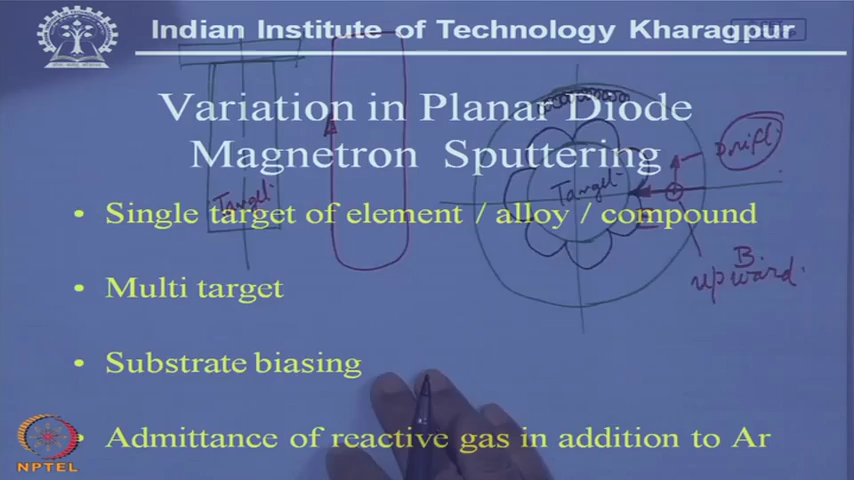 Indian Institute of Technology Kharagpur
Variation in Planar Diode
Magnetron Sputtering
Drift
Target
Target
• Single target of element / alloy / compound
B
upward.
• Multi target
• Substrate biasing
• Admittance of reactive gas in addition to Ar
NPTEL